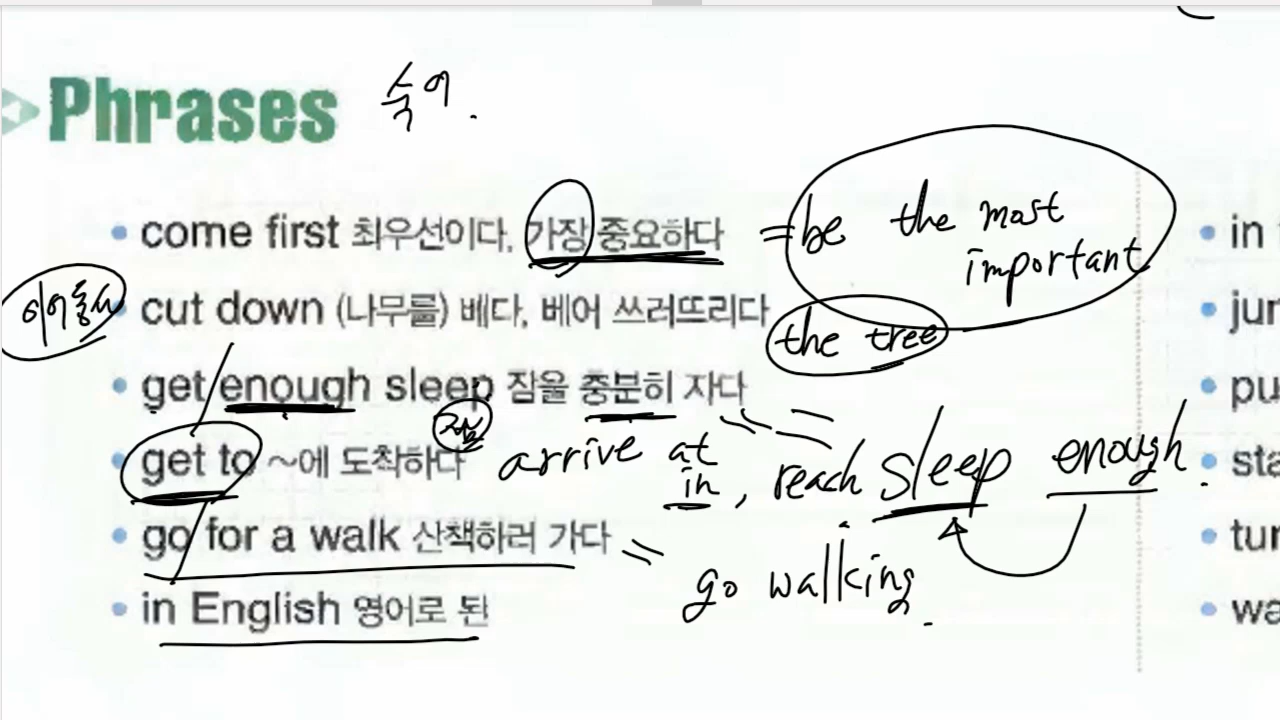 Phrases 숙어.
• come first 최우선이다, 가장 중요하다 = be the most
important
이어동사 • cut down (나무를) 베다, 베어 쓰러뜨리다
the tree
• get enough sleep 잠을 충분히 자다
• get to ~에 도착하다 arrive at
in, reach sleep enough.
• go for a walk 산책하러 가다 = go walking.
• in English 영어로 된
• in
• jur
• pu
• sta
• tur
• wa